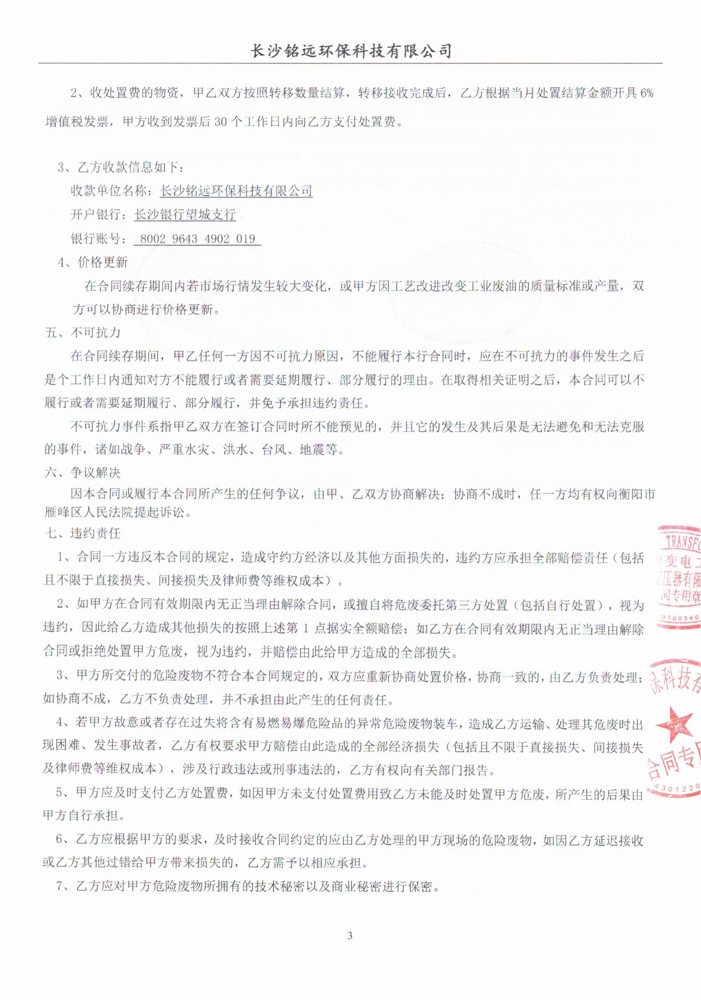 长沙铭远环保科技有限公司
2、收处置费的物资，甲乙双方按照转移数量结算，转移接收完成后，乙方根据当月处置结算金额开具 6%
增值税发票，甲方收到发票后 30 个工作日内向乙方支付处置费。
3、乙方收款信息如下：
收款单位名称：长沙铭远环保科技有限公司
开户银行：长沙银行望城支行
银行账号： 8002 9643 4902 019
4、价格更新
在合同续存期间内若市场行情发生较大变化，或甲方因工艺改进改变工业废油的质量标准或产量，双
方可以协商进行价格更新。
五、不可抗力
在合同续存期间，甲乙任何一方因不可抗力原因，不能履行本行合同时，应在不可抗力的事件发生之后
是个工作日内通知对方不能履行或者需要延期履行、部分履行的理由。在取得相关证明之后，本合同可以不
履行或者需要延期履行、部分履行，并免予承担违约责任。
不可抗力事件系指甲乙双方在签订合同时所不能预见的，并且它的发生及其后果是无法避免和无法克服
的事件，诸如战争、严重水灾、洪水、台风、地震等。
六、争议解决
因本合同或履行本合同所产生的任何争议，由甲、乙双方协商解决；协商不成时，任一方均有权向衡阳市
雁峰区人民法院提起诉讼。
七、违约责任
1、合同一方违反本合同的规定，造成守约方经济以及其他方面损失的，违约方应承担全部赔偿责任（包括
且不限于直接损失、间接损失及律师费等维权成本）。
2、如甲方在合同有效期限内无正当理由解除合同，或擅自将危废委托第三方处置（包括自行处置），视为
违约，因此给乙方造成其他损失的按照上述第 1 点据实全额赔偿；如乙方在合同有效期限内无正当理由解除
合同或拒绝处置甲方危废，视为违约，并赔偿由此给甲方造成的全部损失。
3、甲方所交付的危险废物不符合本合同规定的，双方应重新协商处置价格，协商一致的，由乙方负责处理；
如协商不成，乙方不负责处理，并不承担由此产生的任何责任。
4、若甲方故意或者存在过失将含有易燃易爆危险品的异常危险废物装车，造成乙方运输、处理其危废时出
现困难、发生事故者，乙方有权要求甲方赔偿由此造成的全部经济损失（包括且不限于直接损失、间接损失
及律师费等维权成本），涉及行政违法或刑事违法的，乙方有权向有关部门报告。
5、甲方应及时支付乙方处置费，如因甲方未支付处置费用致乙方未能及时处置甲方危废，所产生的后果由
甲方自行承担。
6、乙方应根据甲方的要求，及时接收合同约定的应由乙方处理的甲方现场的危险废物，如因乙方延迟接收
或乙方其他过错给甲方带来损失的，乙方需予以相应承担。
7、乙方应对甲方危险废物所拥有的技术秘密以及商业秘密进行保密。
TRANSFO
变电工
压器有限
同专用章
0700340
保科技有
合同专用
4301220
3